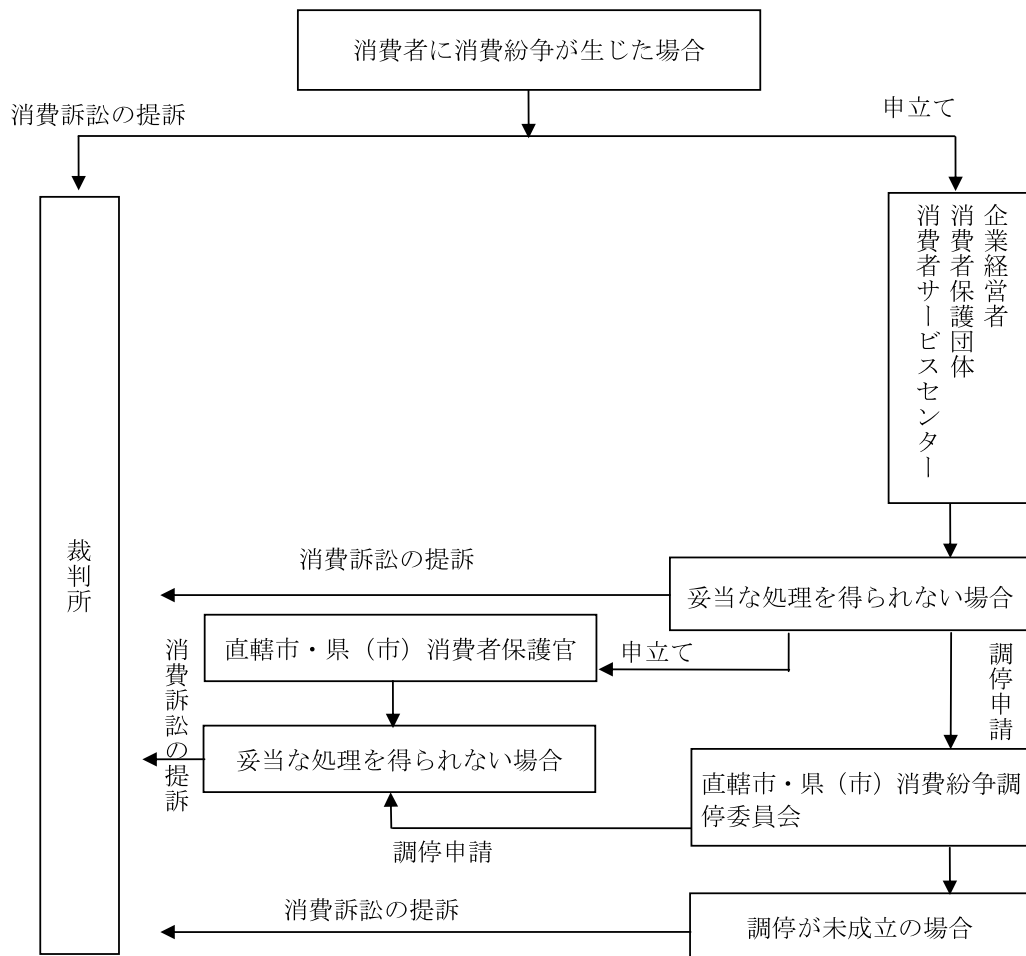 消費者に消費紛争が生じた場合
消費訴訟の提訴
申立て
企業経営者
消費者保護団体
消費者サービスセンター
裁判所
消費訴訟の提訴
妥当な処理を得られない場合
直轄市・県（市）消費者保護官
申立て
調停申請
消費訴訟の提訴
妥当な処理を得られない場合
直轄市・県（市）消費紛争調
停委員会
調停申請
消費訴訟の提訴
調停が未成立の場合